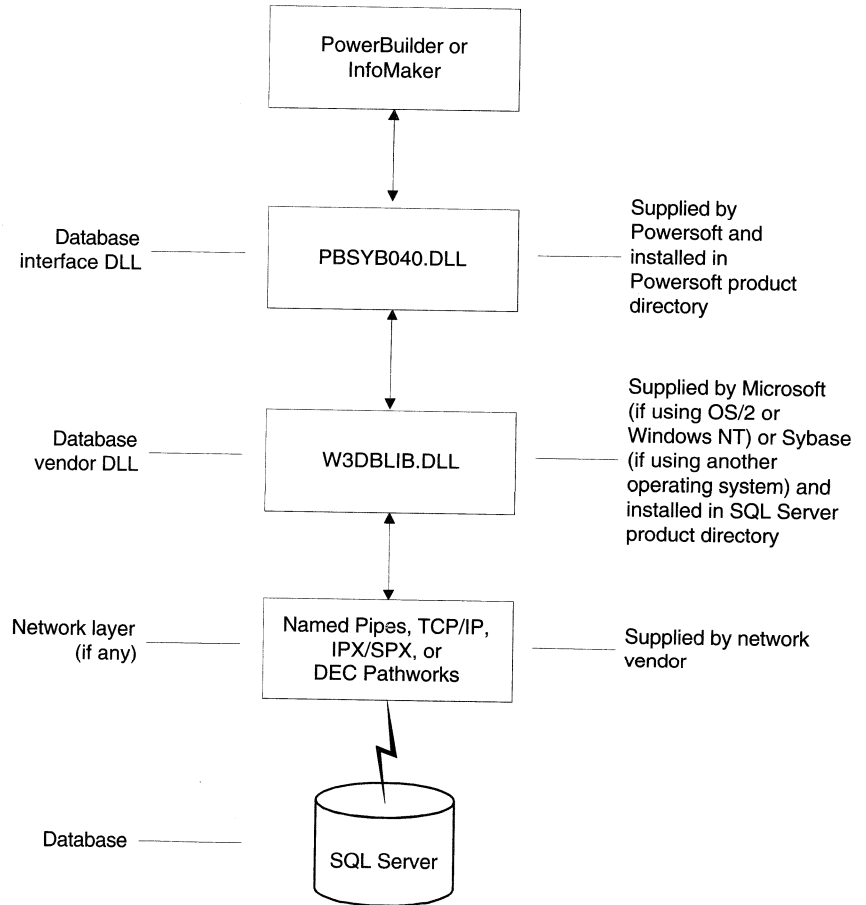 PowerBuilder or
InfoMaker
Database
interface DLL
PBSYB040.DLL
Supplied by
Powersoft and
installed in
Powersoft product
directory
Database
vendor DLL
W3DBLIB.DLL
Supplied by Microsoft
(if using OS/2 or
Windows NT) or Sybase
(if using another
operating system) and
installed in SQL Server
product directory
Network layer
(if any)
Named Pipes, TCP/IP,
IPX/SPX, or
DEC Pathworks
Supplied by network
vendor
Database
SQL Server